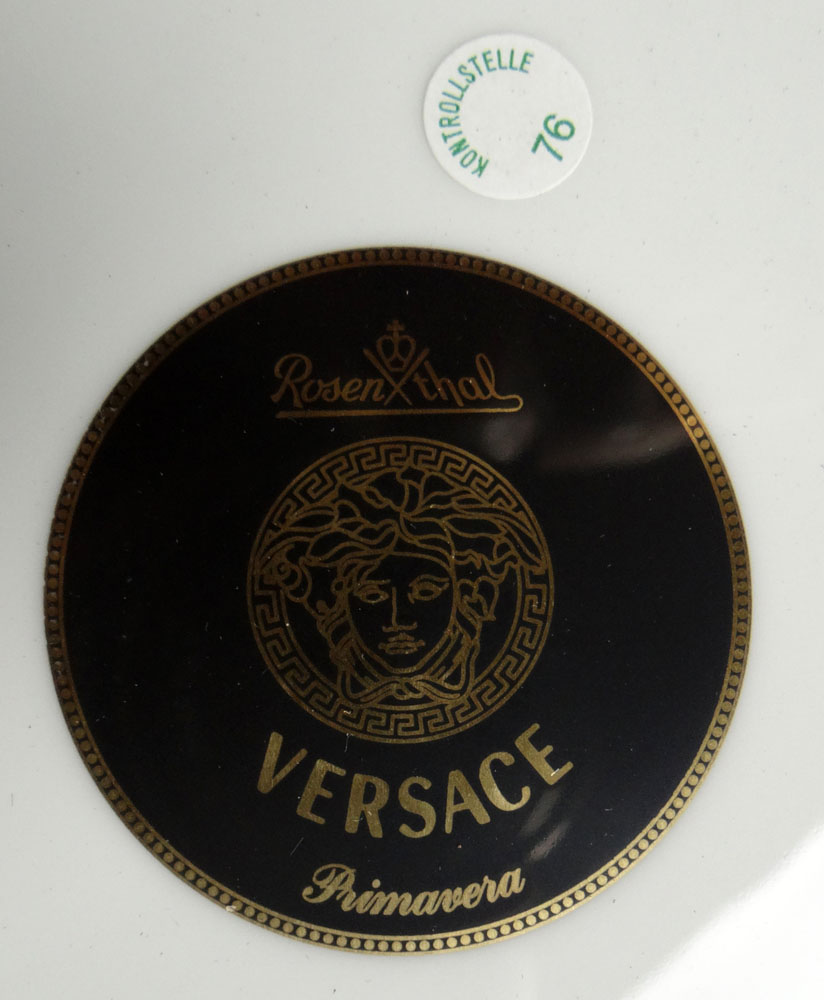 KONTROLLSTELLE
76
Rosenthal
VERSACE
Primavera